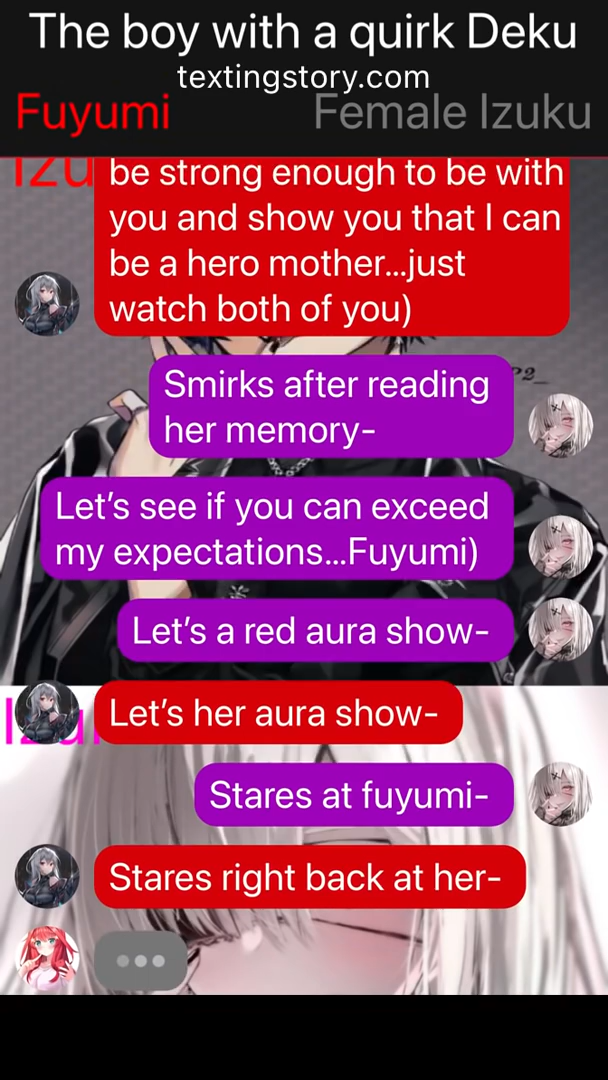 The boy with a quirk Deku
textingstory.com
Fuyumi
Female Izuku
Izu
be strong enough to be with
you and show you that I can
be a hero mother...just
watch both of you)
Smirks after reading
her memory-
Let's see if you can exceed
my expectations...Fuyumi)
Let's a red aura show-
Let's her aura show-
Stares at fuyumi-
Stares right back at her-